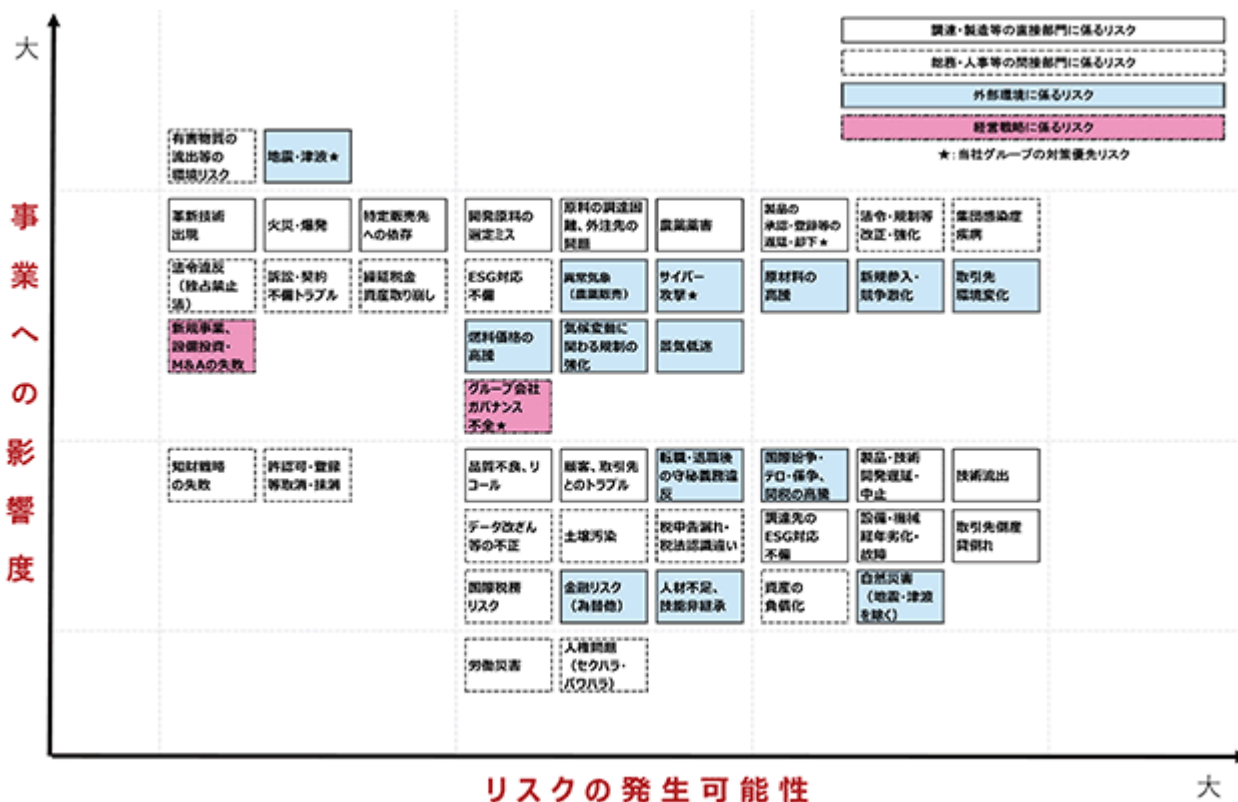 大
調達・製造等の直接部門に係るリスク
総務・人事等の間接部門に係るリスク
外部環境に係るリスク
経営戦略に係るリスク
★：当社グループの対策優先リスク
有害物質の
流出等の
環境リスク
地震・津波★
革新技術
出現
火災・爆発
特定販売先
への依存
開発原料の
選定ミス
原料の調達困
難、外注先の
問題
農薬薬害
製品の
承認・登録等の
遅延・却下★
法令・規制等
改正・強化
集団感染症
疾病
法令違反
（独占禁止
法）
訴訟・契約
不備トラブル
繰延税金
資産取り崩し
ESG対応
不備
異常気象
（農薬販売）
サイバー
攻撃★
原材料の
高騰
新規参入・
競争激化
取引先
環境変化
新規事業、
設備投資・
M&Aの失敗
燃料価格の
高騰
気候変動に
関わる規制の
強化
景気低迷
グループ会社
ガバナンス
不全★
知財戦略
の失敗
許認可・登録
等取消・抹消
品質不良、リ
コール
顧客、取引先
とのトラブル
転職・退職後
の守秘義務違
反
国際紛争・
テロ・係争、
関税の高騰
製品・技術
開発遅延・
中止
技術流出
データ改ざん
等の不正
土壌汚染
税申告漏れ・
税法認識違い
調達先の
ESG対応
不備
設備・機械
経年劣化・
故障
取引先倒産
貸倒れ
国際税務
リスク
金融リスク
（為替他）
人材不足、
技能非継承
資産の
負債化
自然災害
（地震・津波
を除く）
労働災害
人権問題
（セクハラ・
パワハラ）
事業への影響度
リスクの発生可能性
大